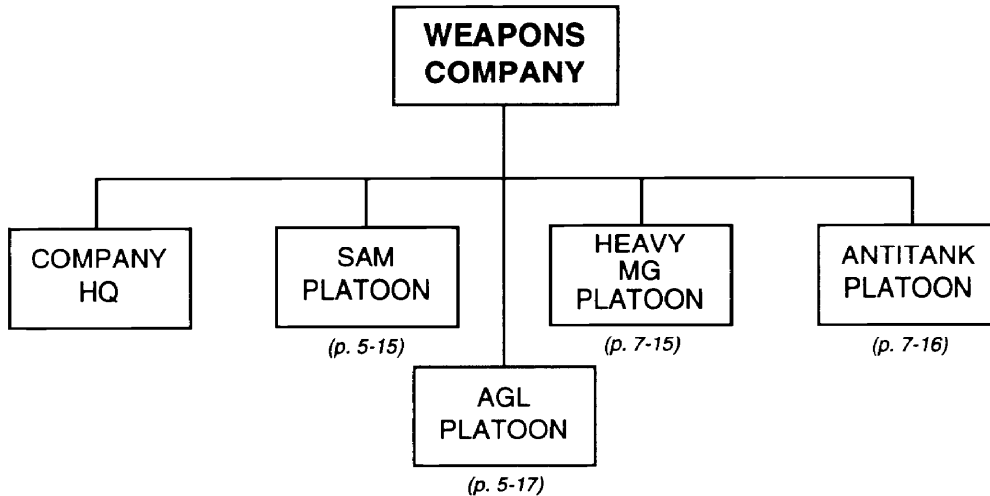 WEAPONS
COMPANY
COMPANY
HQ
SAM
PLATOON
(p. 5-15)
HEAVY
MG
PLATOON
(p. 7-15)
ANTITANK
PLATOON
(p. 7-16)
AGL
PLATOON
(p. 5-17)